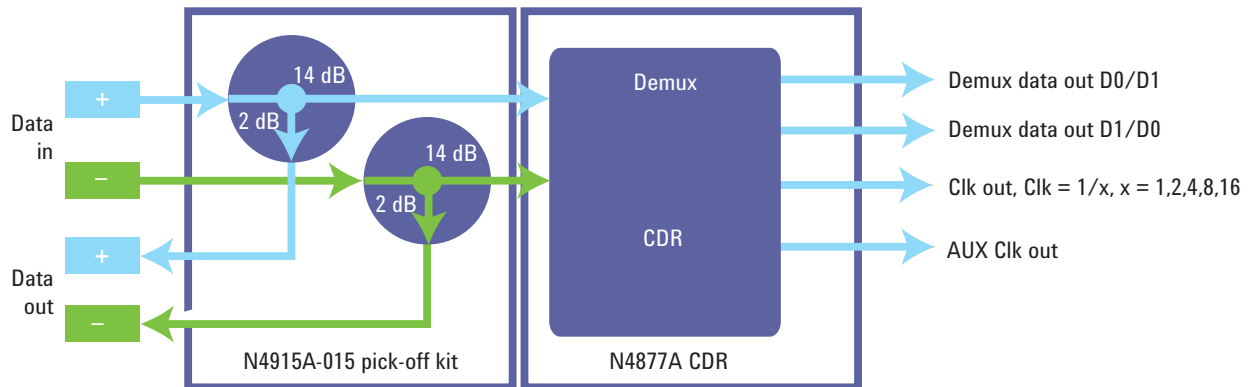 Data
in
+
–
14 dB
2 dB
14 dB
2 dB
Data
out
+
–
N4915A-015 pick-off kit
Demux
CDR
N4877A CDR
Demux data out D0/D1
Demux data out D1/D0
Clk out, Clk = 1/x, x = 1,2,4,8,16
AUX Clk out